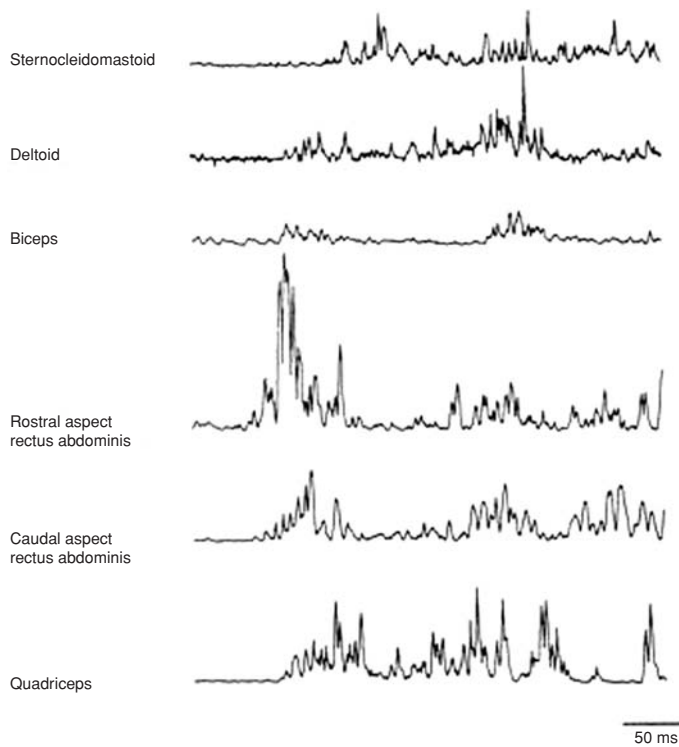 Sternocleidomastoid
Deltoid
Biceps
Rostral aspect
rectus abdominis
Caudal aspect
rectus abdominis
Quadriceps
50 ms